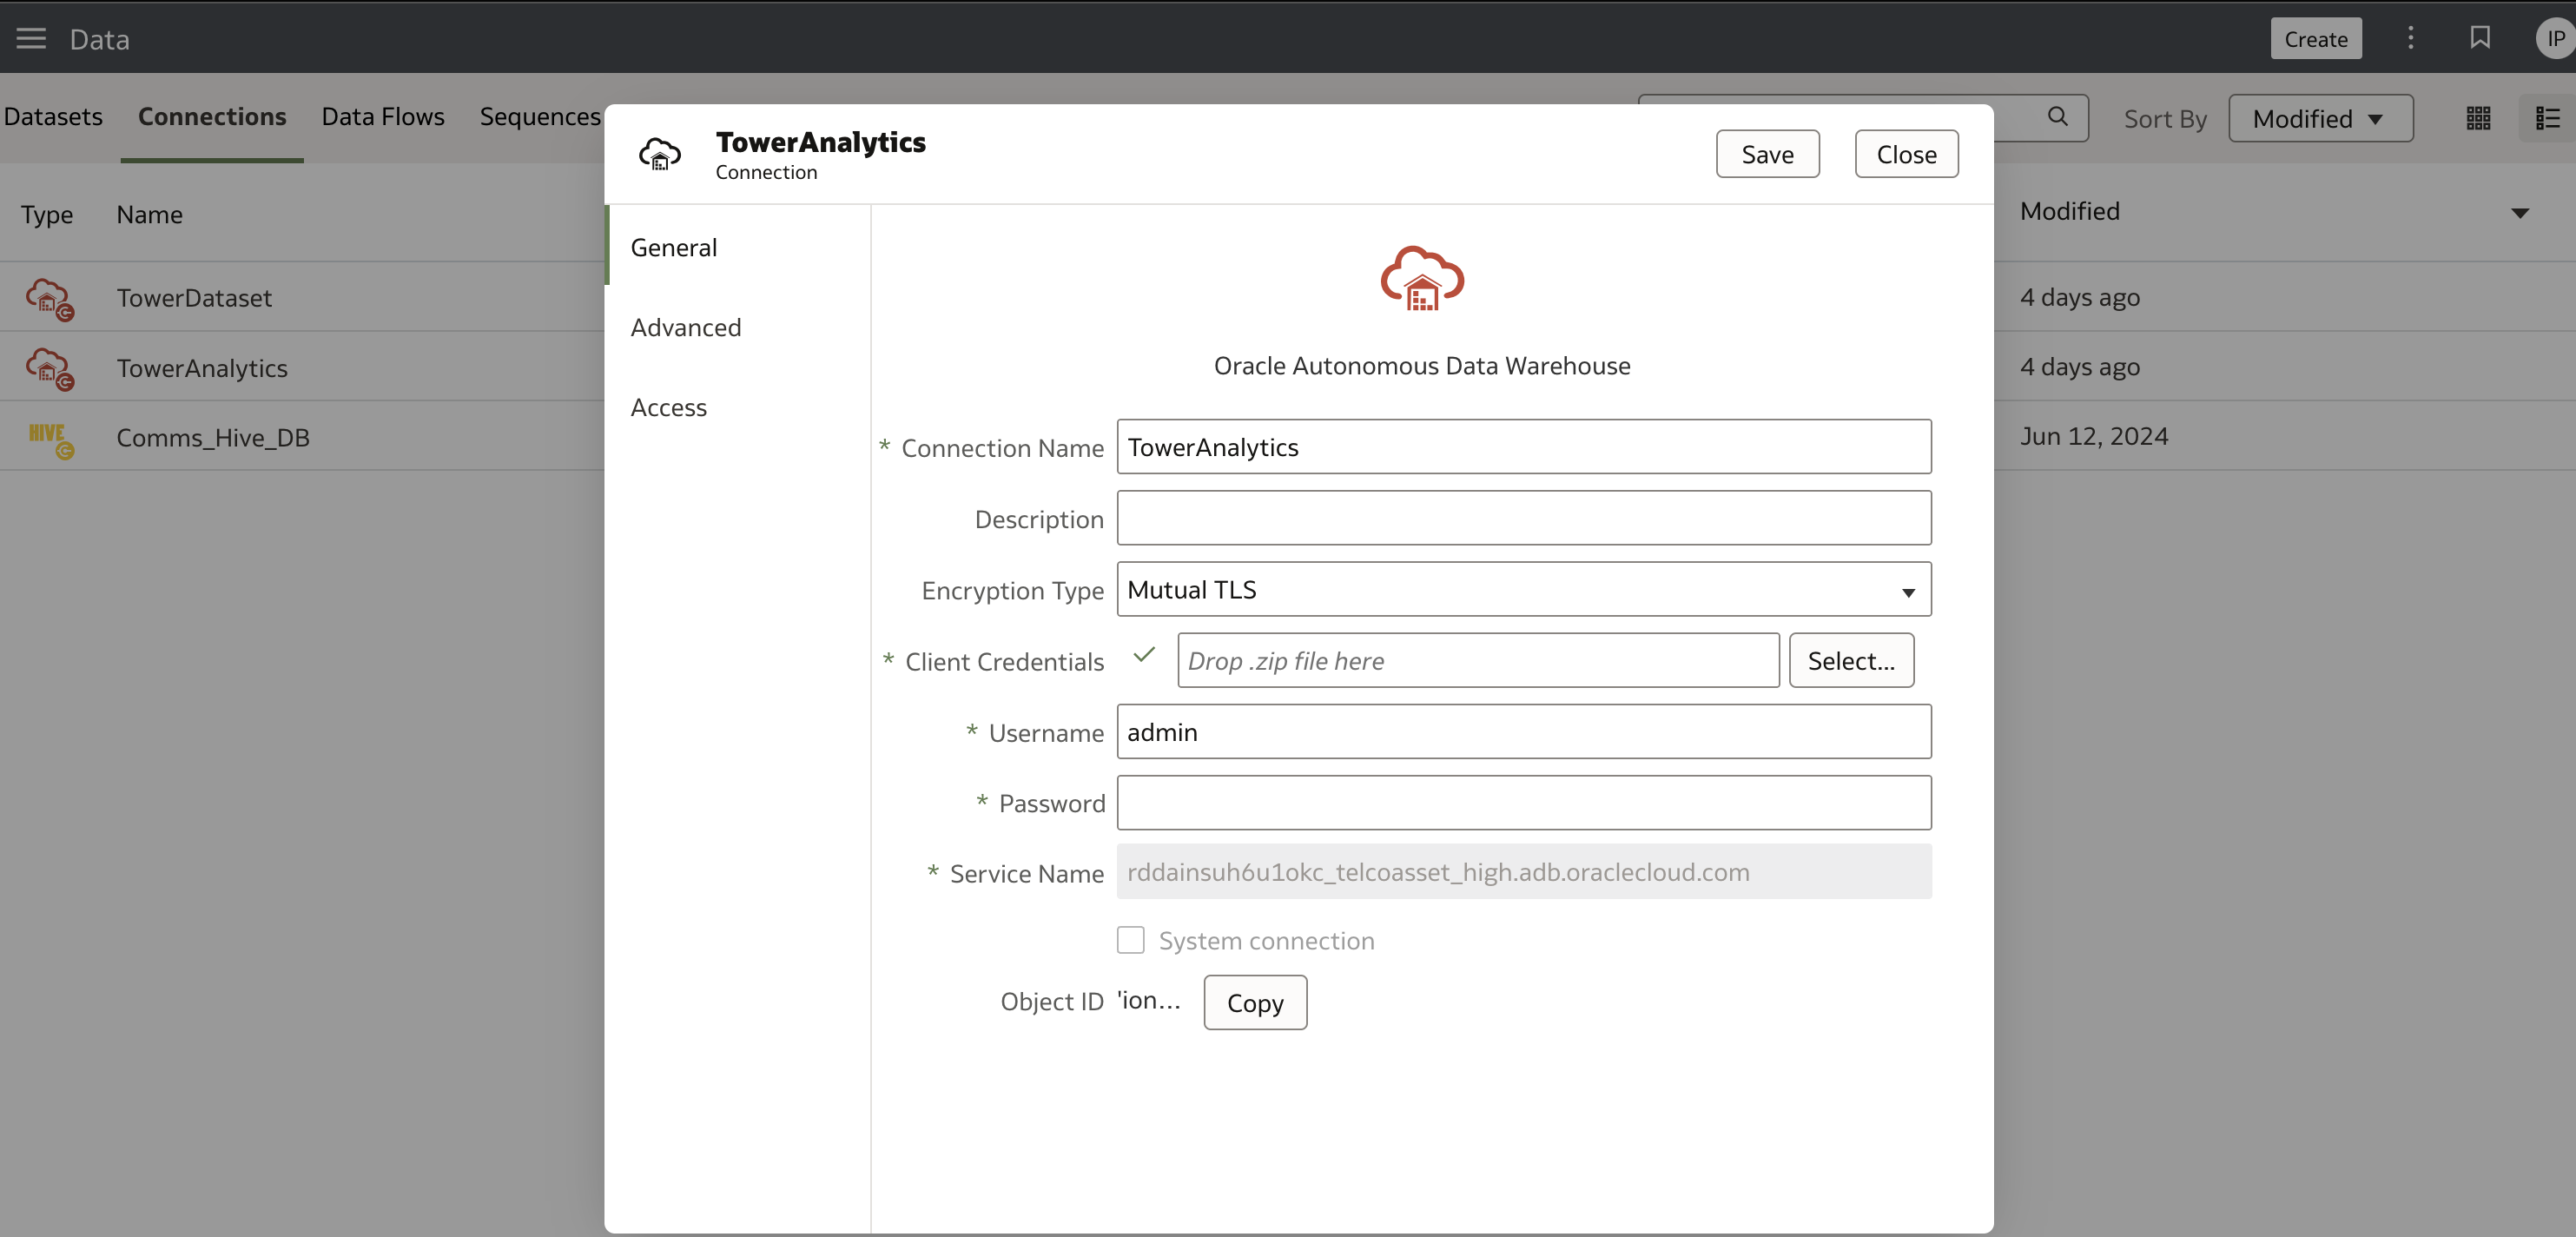 Data
Create
IP
Datasets Connections Data Flows Sequences
Sort By Modified
Type Name
Modified
TowerDataset
4 days ago
TowerAnalytics
4 days ago
HIVE Comms_Hive_DB
Jun 12, 2024
TowerAnalytics
Connection
Save Close
General
Advanced
Access
Oracle Autonomous Data Warehouse
* Connection Name TowerAnalytics
Description
Encryption Type Mutual TLS
* Client Credentials Drop .zip file here Select...
* Username admin
* Password
* Service Name rddainsuh6u1okc_telcoasset_high.adb.oraclecloud.com
System connection
Object ID 'ion... Copy